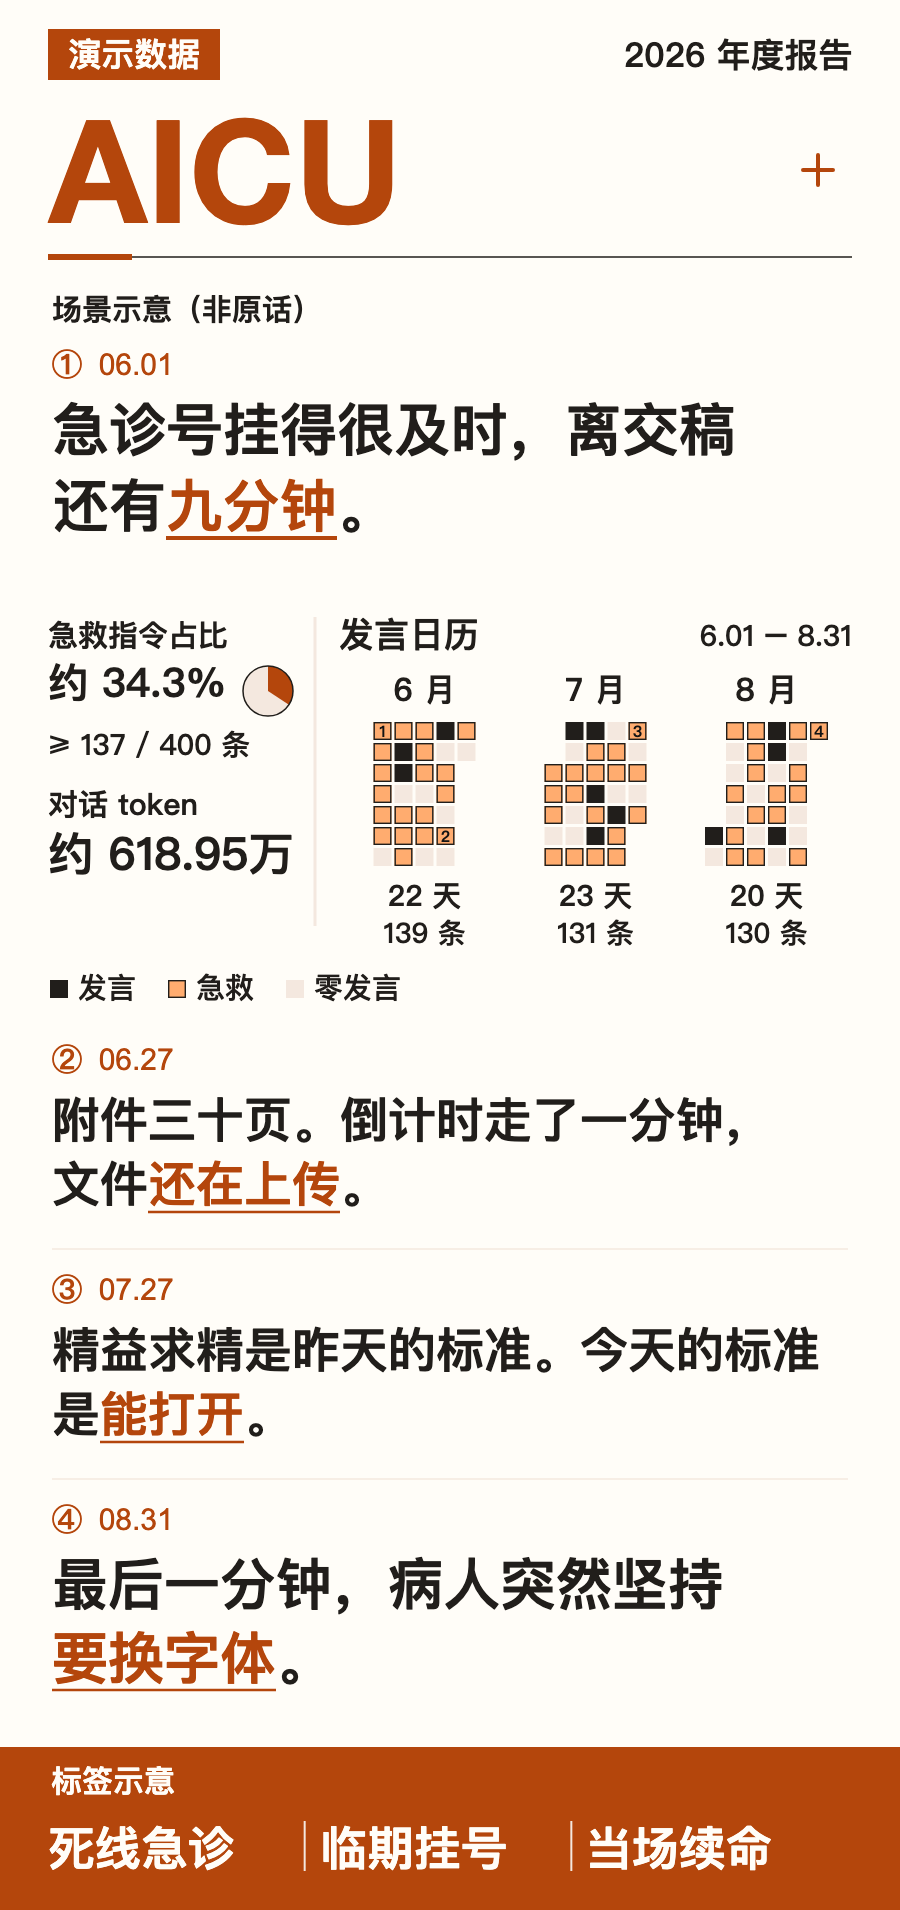 演示数据
2026 年度报告
AICU
场景示意（非原话）
① 06.01
急诊号挂得很及时，离交稿
还有九分钟。
急救指令占比
约 34.3%
⩾ 137 / 400 条
对话 token
约 618.95万
发言日历
6.01 – 8.31
6 月
7 月
8 月
1
3
4
2
22 天
23 天
20 天
139 条
131 条
130 条
发言
急救
零发言
② 06.27
附件三十页。倒计时走了一分钟，
文件还在上传。
③ 07.27
精益求精是昨天的标准。今天的标准
是能打开。
④ 08.31
最后一分钟，病人突然坚持
要换字体。
标签示意
死线急诊
临期挂号
当场续命